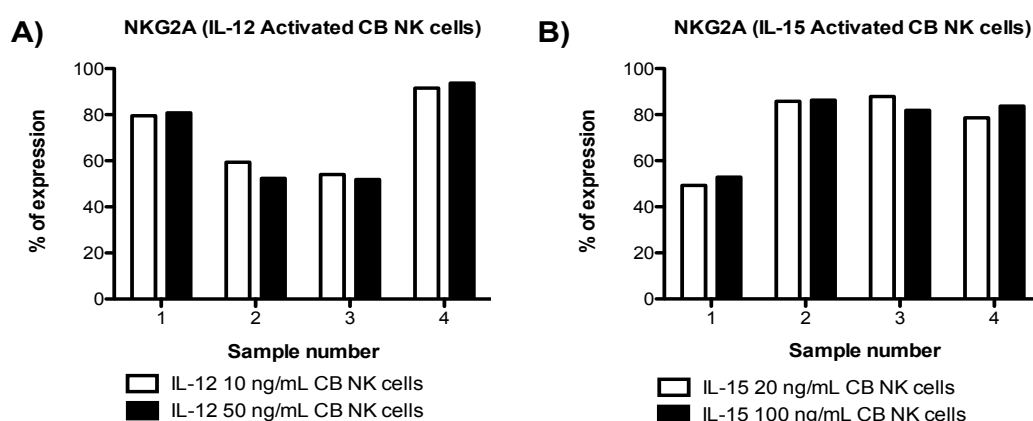 A)
NKG2A (IL-12 Activated CB NK cells)
100
80
60
40
20
0
% of expression
1 2 3 4
Sample number
IL-12 10 ng/mL CB NK cells
IL-12 50 ng/mL CB NK cells
B)
NKG2A (IL-15 Activated CB NK cells)
100
80
60
40
20
0
% of expression
1 2 3 4
Sample number
IL-15 20 ng/mL CB NK cells
IL-15 100 ng/mL CB NK cells